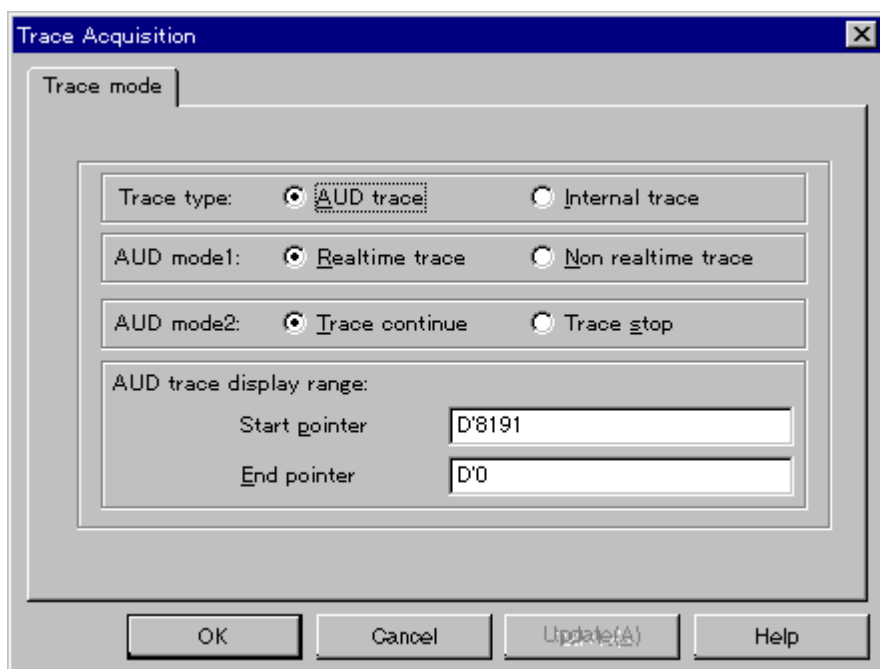 Trace Acquisition
Trace mode
Trace type: AUD trace Internal trace
AUD mode1: Realtime trace Non realtime trace
AUD mode2: Trace continue Trace stop
AUD trace display range:
Start pointer D'8191
End pointer D'0
OK Cancel Update(A) Help